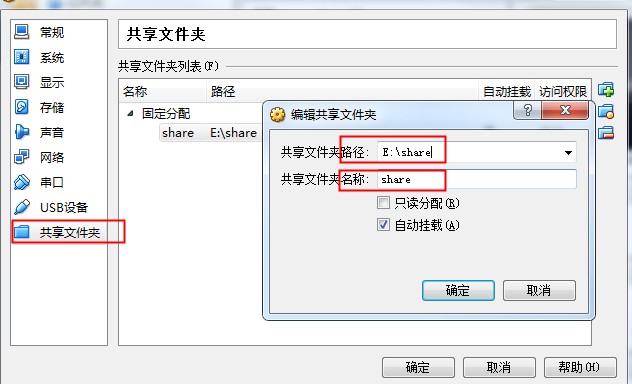 常规
系统
显示
存储
声音
网络
串口
USB设备
共享文件夹
共享文件夹
共享文件夹列表(F)
名称 路径 自动挂载 访问权限
固定分配
share E:\share
编辑共享文件夹
共享文件夹路径: E:\share
共享文件夹名称: share
只读分配(R)
自动挂载(A)
确定 取消
确定 取消 帮助(H)